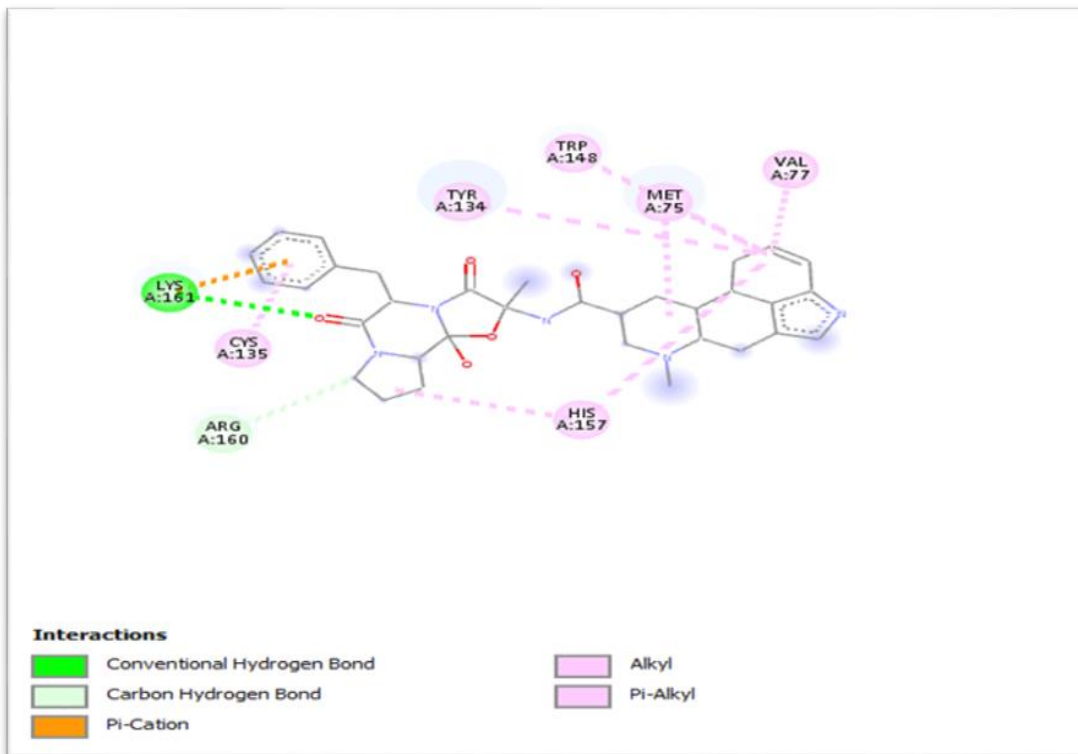 TRP
A:148
VAL
A:77
TYR
A:134
MET
A:75
LYS
A:161
O
O
O
N
N
O
N
O
N
O
CYS
A:135
N
N
ARG
A:160
HIS
A:157
Interactions
Conventional Hydrogen Bond
Carbon Hydrogen Bond
Pi-Cation
Alkyl
Pi-Alkyl